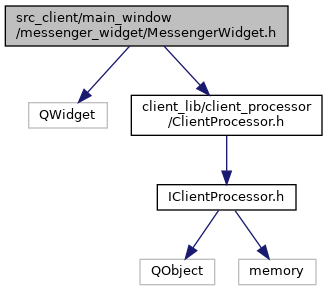 src_client/main_window
/messenger_widget/MessengerWidget.h
QWidget
client_lib/client_processor
/ClientProcessor.h
IClientProcessor.h
QObject
memory